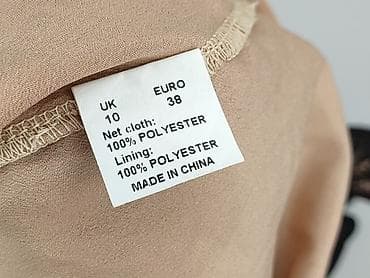 UK EURO
10 38
Net cloth:
100% POLYESTER
Lining:
100% POLYESTER
MADE IN CHINA